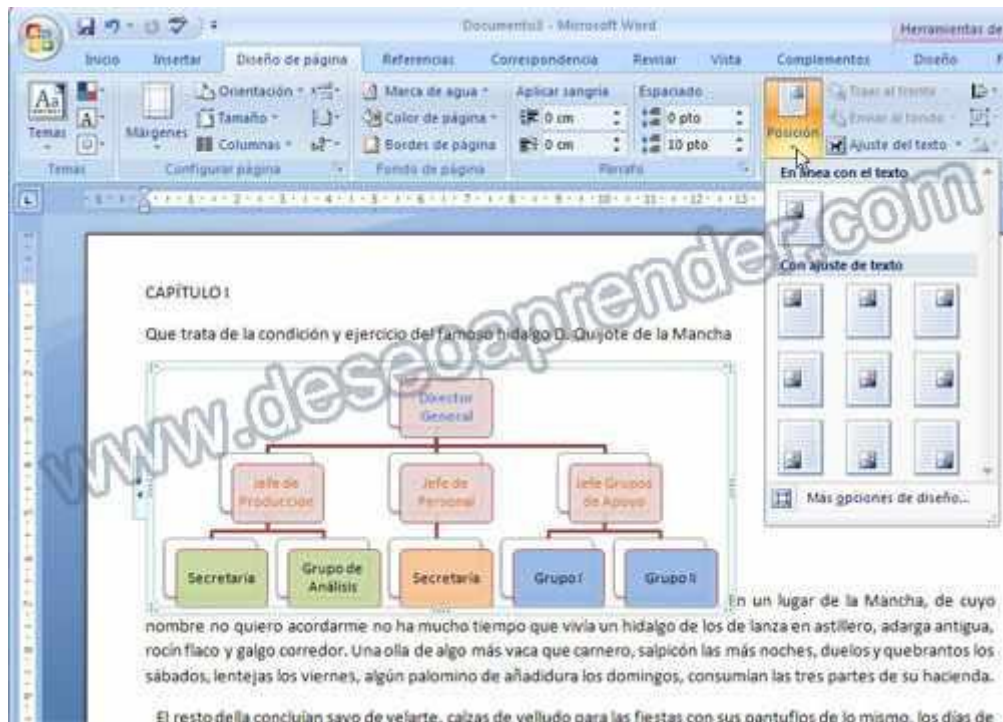 Documento3 - Microsoft Word
Herramientas de
Inicio Insertar Diseño de página Referencias Correspondencia Revisar Vista Complementos Diseño
Orientación Marca de agua Aplicar sangría Espaciado Traer al frente
Temas Márgenes Tamaño Color de página 0 cm 0 pto Posición Enviar al fondo
Columnas Bordes de página 0 cm 10 pto Ajuste del texto
Temas Configurar página Fondo de página Párrafo
En línea con el texto
Con ajuste de texto
Más opciones de diseño...
www.deseoaprender.com
CAPÍTULO I
Que trata de la condición y ejercicio del famoso hidalgo D. Quijote de la Mancha
Director
General
Jefe de
Producción
Jefe de
Personal
Jefe Grupos
de Apoyo
Secretaría
Grupo de
Análisis
Secretaría
Grupo I
Grupo II
En un lugar de la Mancha, de cuyo
nombre no quiero acordarme no ha mucho tiempo que vivía un hidalgo de los de lanza en astillero, adarga antigua,
rocín flaco y galgo corredor. Una olla de algo más vaca que carnero, salpicón las más noches, duelos y quebrantos los
sábados, lentejas los viernes, algún palomino de añadidura los domingos, consumían las tres partes de su hacienda.
El resto della concluían sayo de velarte, calzas de velludo para las fiestas con sus pantuflos de lo mismo, los días de